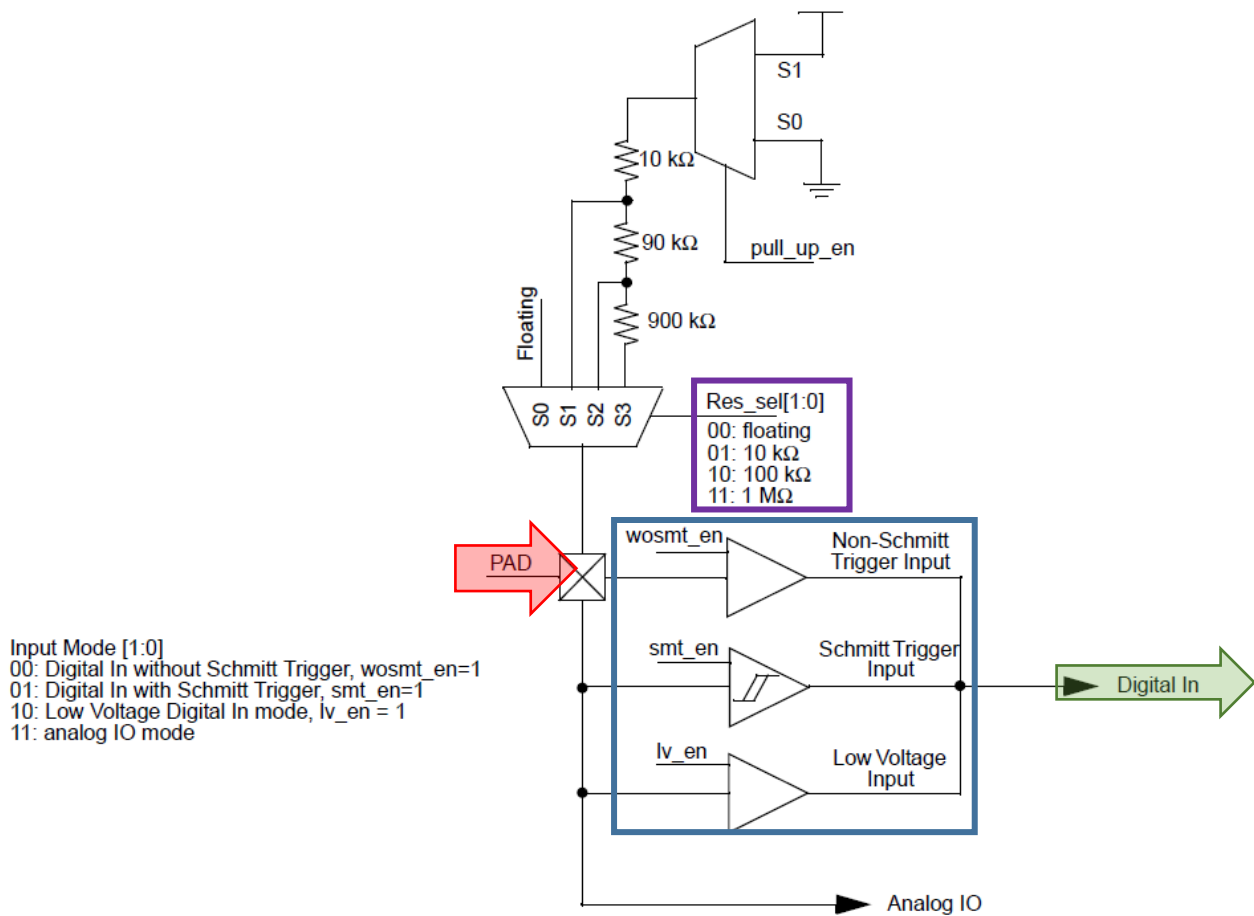 S1
S0
10 kΩ
90 kΩ
pull_up_en
900 kΩ
Floating
S0
S1
S2
S3
Res_sel[1:0]
00: floating
01: 10 kΩ
10: 100 kΩ
11: 1 MΩ
wosmt_en
Non-Schmitt
Trigger Input
PAD
Input Mode [1:0]
00: Digital In without Schmitt Trigger, wosmt_en=1
01: Digital In with Schmitt Trigger, smt_en=1
10: Low Voltage Digital In mode, lv_en = 1
11: analog IO mode
smt_en
Schmitt Trigger
Input
Digital In
lv_en
Low Voltage
Input
Analog IO